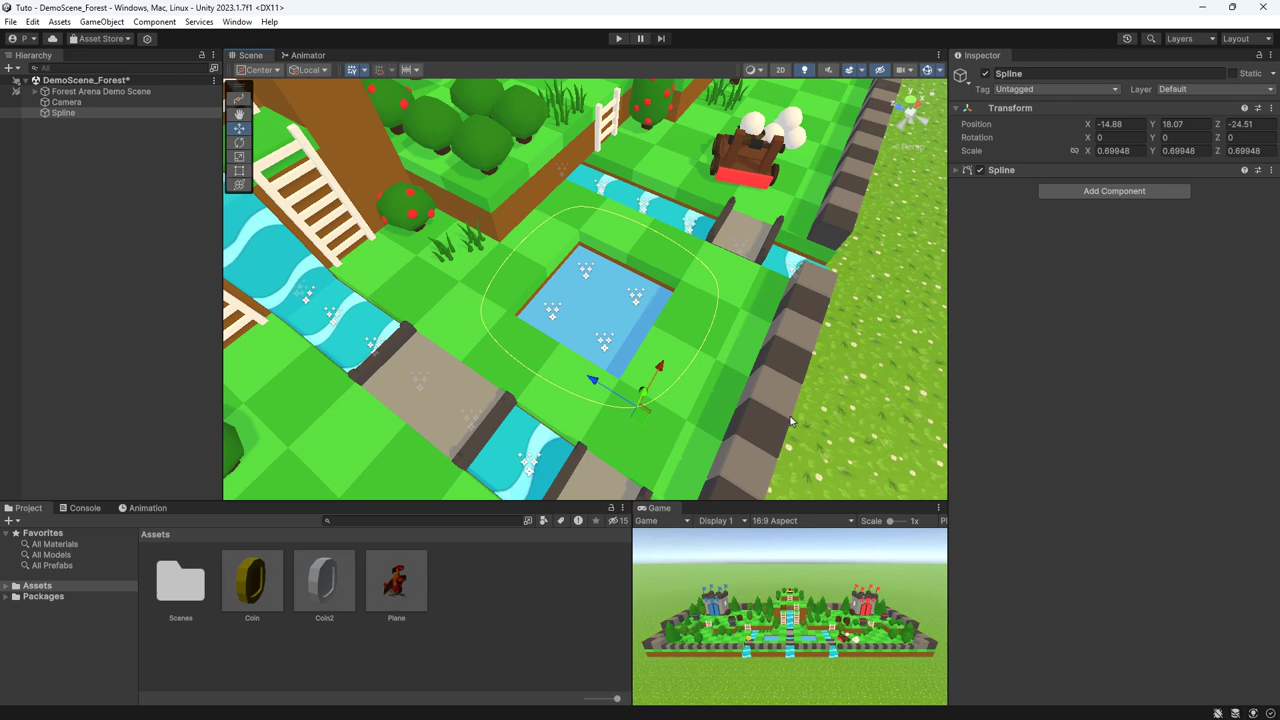 Tuto - DemoScene_Forest - Windows, Mac, Linux - Unity 2023.1.7f1 <DX11>
File Edit Assets GameObject Component Services Window Help
P Asset Store Layers Layout
Hierarchy Scene Animator Inspector
All Center Local 2D Spline Static
DemoScene_Forest*
Tag Untagged Layer Default
Forest Arena Demo Scene
Camera Transform
Spline
y
Position X -14.88 Y 18.07 Z -24.51
Rotation X 0 Y 0 Z 0
< Persp
Scale X 0.69948 Y 0.69948 Z 0.69948
Spline
Add Component
Project Console Animation Game
15 Game Display 1 16:9 Aspect Scale 1x Pl
Favorites Assets
All Materials
All Models
All Prefabs
Assets
Packages
Scenes Coin Coin2 Plane